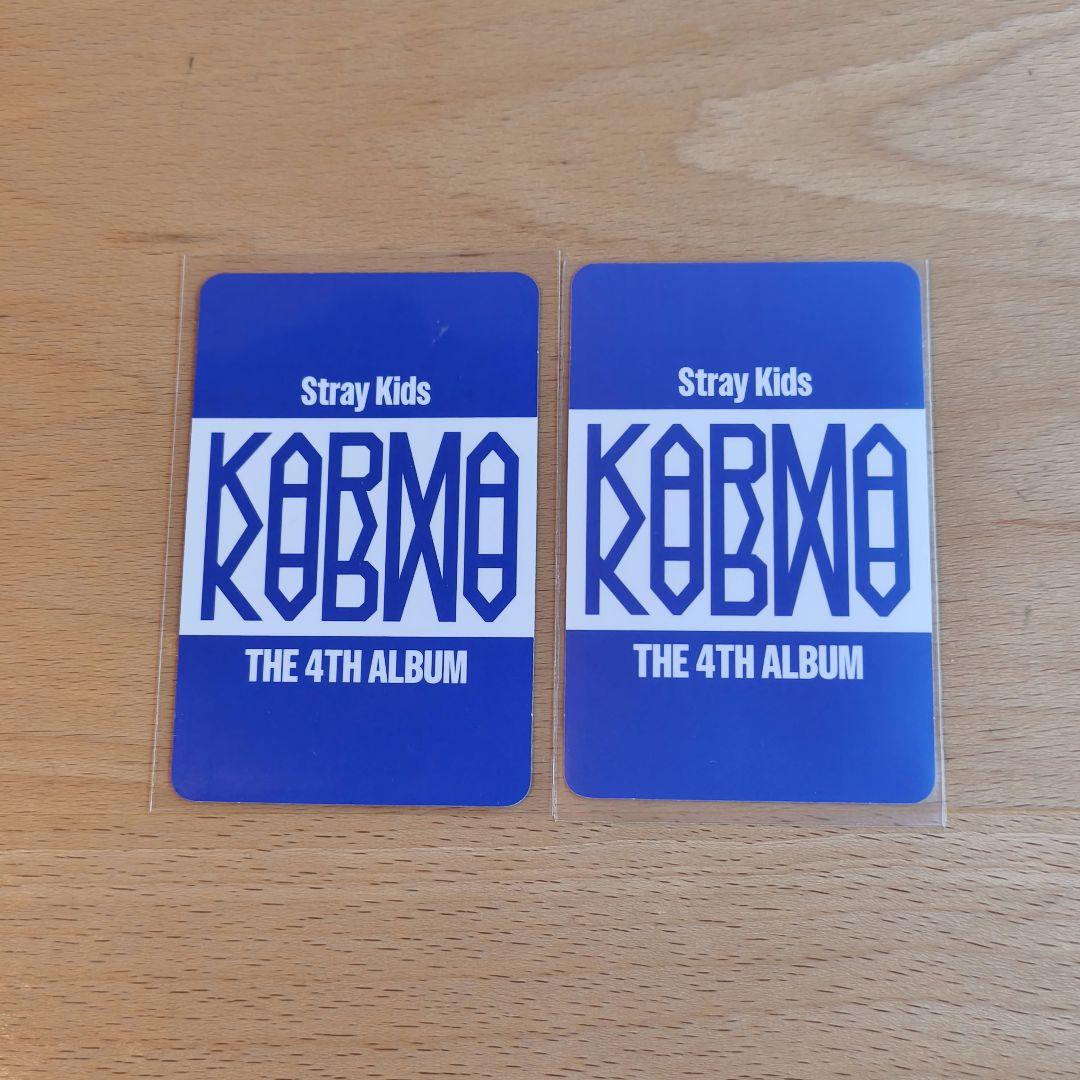 Stray Kids
KARMA
THE 4TH ALBUM
Stray Kids
KARMA
THE 4TH ALBUM